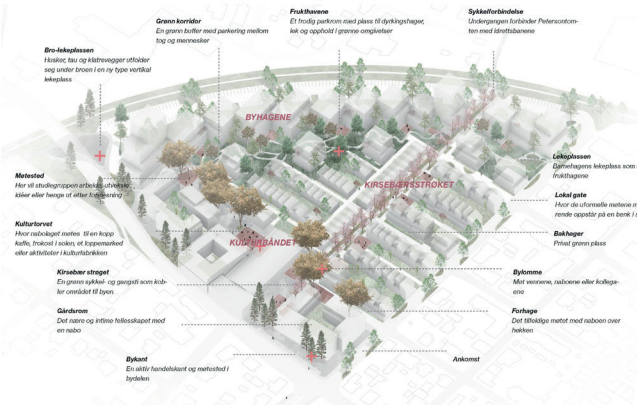 Grønn korridor
En grønn buffer med parkering mellom
tog og mennesker
Frukthavene
Et frodig parkrom med plass til dyrkingshager,
lek og opphold i grønne omgivelser
Sykkelforbindelse
Undergangen forbinder Petersontom-
ten med idrettsbanene
Bro-lekeplassen
Husker, tau og klatrevegger utfolder
seg under broen i en ny type vertikal
lekeplass
BYHAGENE
Møtested
Her vil studiegruppen arbeide, utveksle
idéer eller henge ut etter forelesning
KIRSEBÆRSSTRØKET
Lekeplassen
Barnehagens lekeplass som
frukthagene
Lokal gate
Hvor de uformelle møtene
rende oppstår på en benk i
Kulturtorvet
Hvor nabolaget møtes til en kopp
kaffe, frokost i solen, et loppemarked
eller aktiviteter i kulturfabrikken
KULTURBÅNDET
Bakhager
Privat grønn plass
Kirsebær strøget
En grønn sykkel- og gangsti som kob-
ler området til byen
Bylomme
Møt vennene, naboene eller kollega-
ene
Gårdsrom
Det nære og intime fellesskapet med
en nabo
Forhage
Det tilfeldige møtet med naboen over
hekken
Bykant
En aktiv handelskant og møtested i
bydelen
Ankomst